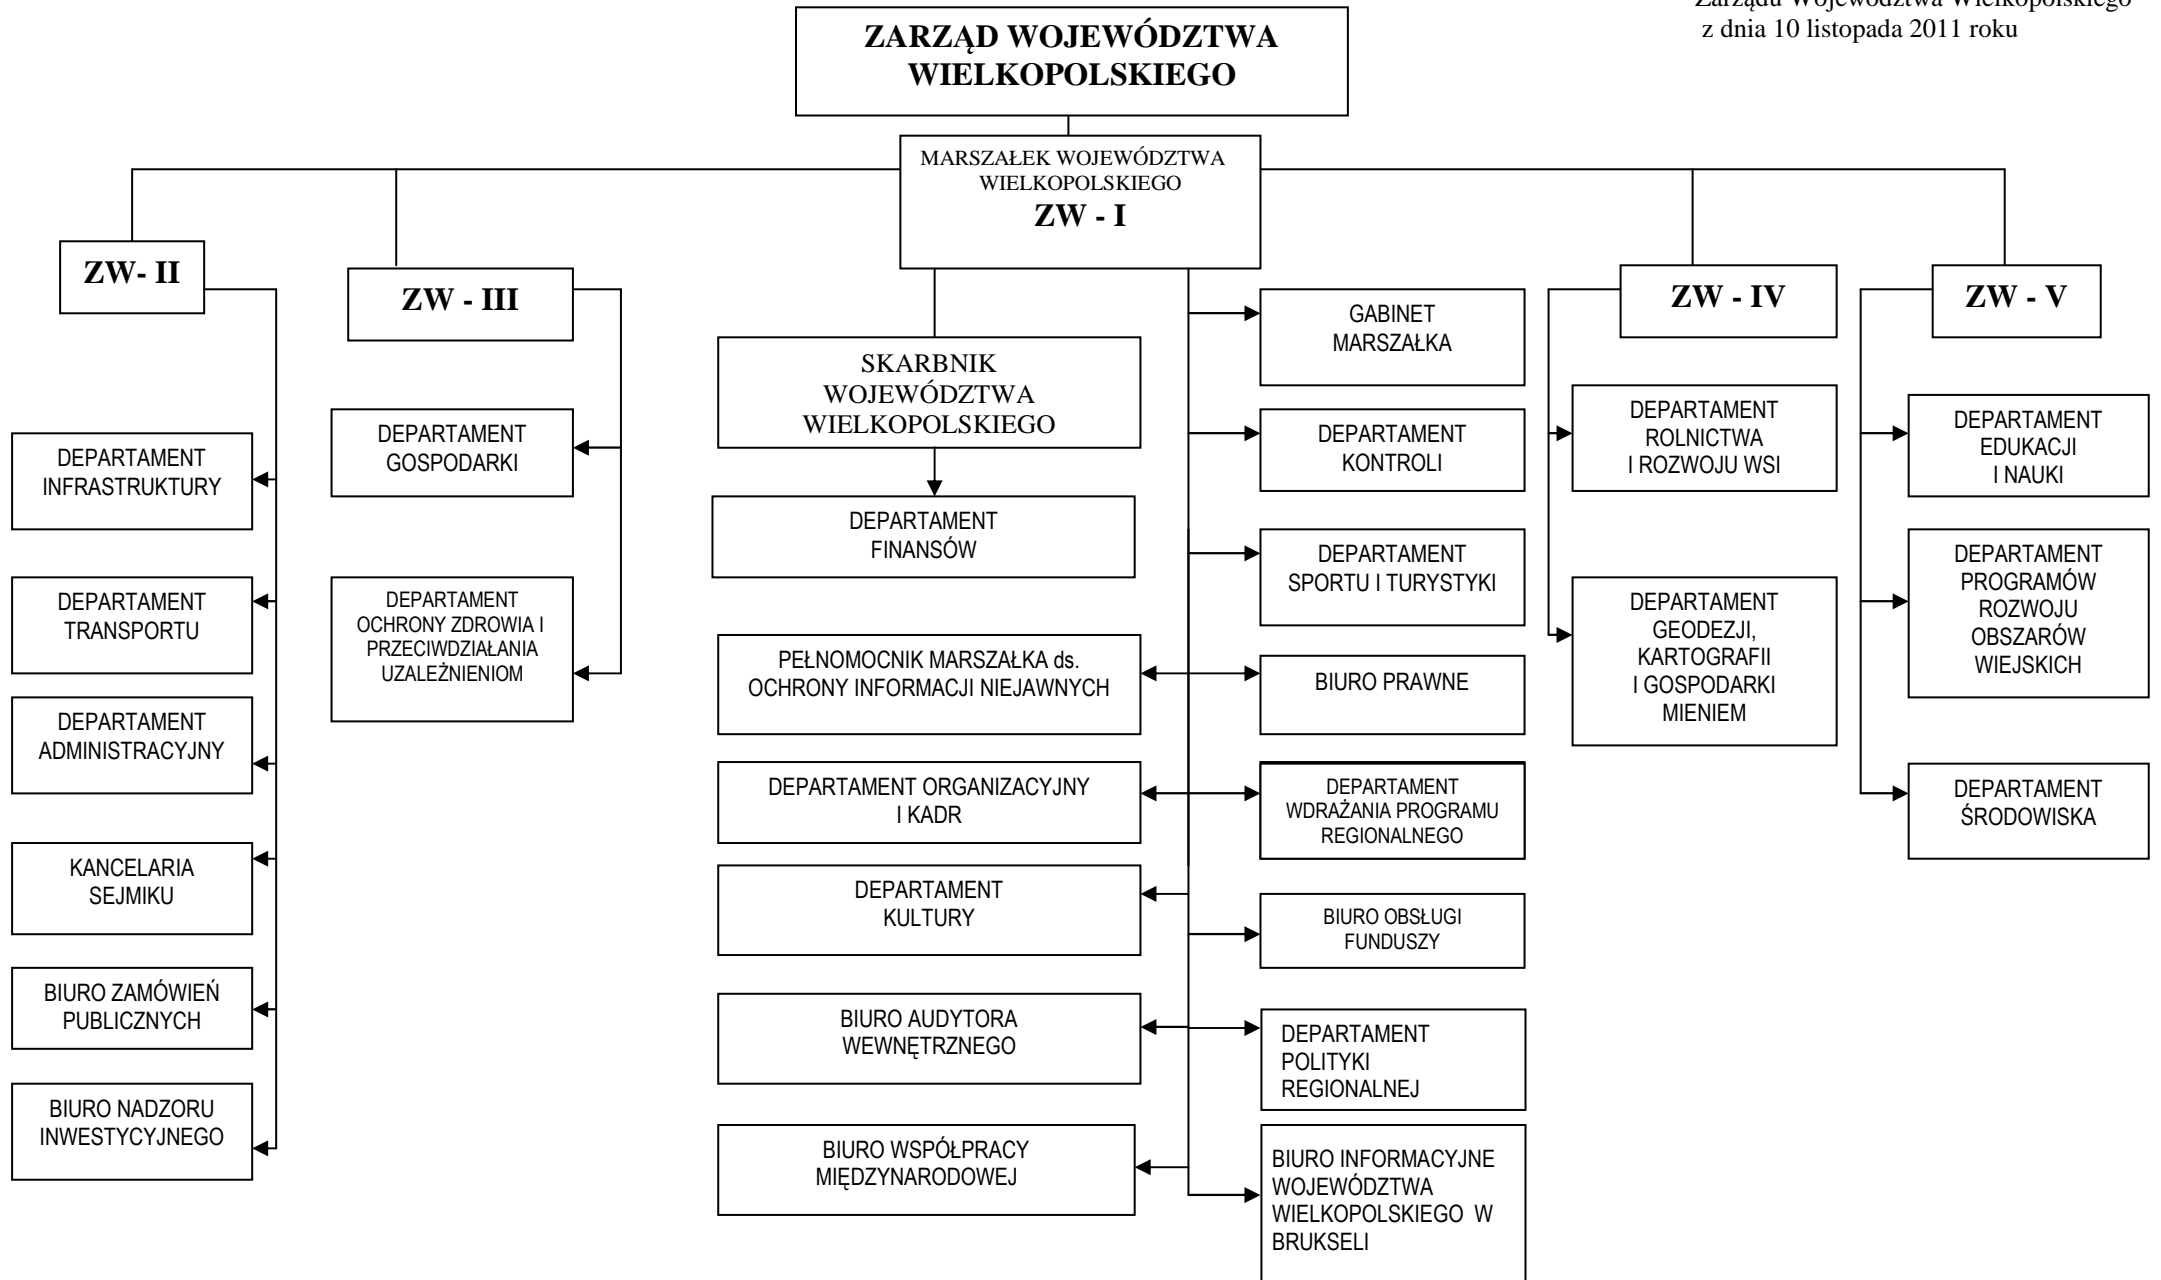 Zarządu Województwa Wielkopolskiego
z dnia 10 listopada 2011 roku
ZARZĄD WOJEWÓDZTWA
WIELKOPOLSKIEGO
MARSZAŁEK WOJEWÓDZTWA
WIELKOPOLSKIEGO
ZW - I
ZW- II
DEPARTAMENT
INFRASTRUKTURY
DEPARTAMENT
TRANSPORTU
DEPARTAMENT
ADMINISTRACYJNY
KANCELARIA
SEJMIKU
BIURO ZAMÓWIEŃ
PUBLICZNYCH
BIURO NADZORU
INWESTYCYJNEGO
ZW - III
DEPARTAMENT
GOSPODARKI
DEPARTAMENT
OCHRONY ZDROWIA I
PRZECIWDZIAŁANIA
UZALEŻNIENIOM
SKARBNIK
WOJEWÓDZTWA
WIELKOPOLSKIEGO
DEPARTAMENT
FINANSÓW
PEŁNOMOCNIK MARSZAŁKA ds.
OCHRONY INFORMACJI NIEJAWNYCH
DEPARTAMENT ORGANIZACYJNY
I KADR
DEPARTAMENT
KULTURY
BIURO AUDYTORA
WEWNĘTRZNEGO
BIURO WSPÓŁPRACY
MIĘDZYNARODOWEJ
GABINET
MARSZAŁKA
DEPARTAMENT
KONTROLI
DEPARTAMENT
SPORTU I TURYSTYKI
BIURO PRAWNE
DEPARTAMENT
WDRAŻANIA PROGRAMU
REGIONALNEGO
BIURO OBSŁUGI
FUNDUSZY
DEPARTAMENT
POLITYKI
REGIONALNEJ
BIURO INFORMACYJNE
WOJEWÓDZTWA
WIELKOPOLSKIEGO W
BRUKSELI
ZW - IV
DEPARTAMENT
ROLNICTWA
I ROZWOJU WSI
DEPARTAMENT
GEODEZJI,
KARTOGRAFII
I GOSPODARKI
MIENIEM
ZW - V
DEPARTAMENT
EDUKACJI
I NAUKI
DEPARTAMENT
PROGRAMÓW
ROZWOJU
OBSZARÓW
WIEJSKICH
DEPARTAMENT
ŚRODOWISKA